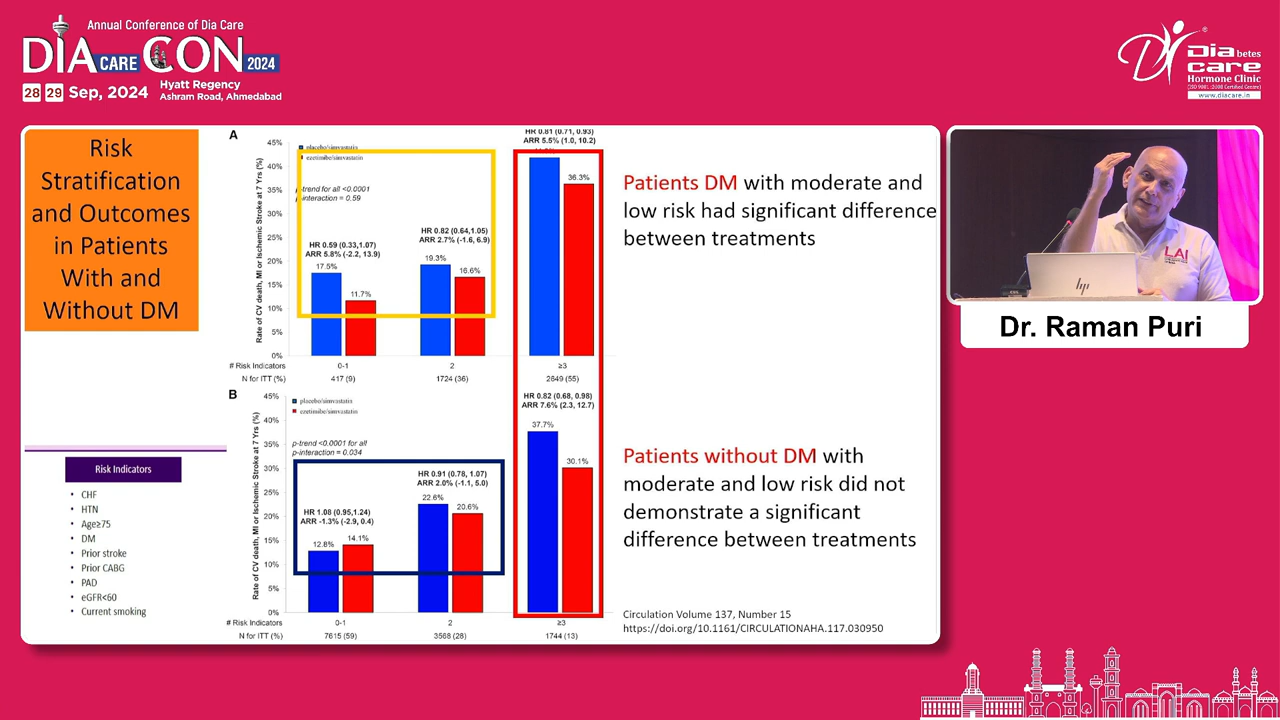 Annual Conference of Dia Care
DIA CARE CON 2024
28 29 Sep, 2024
Hyatt Regency
Ashram Road, Ahmedabad
Dia betes
care
Hormone Clinic
(ISO 9001:2008 Certified Centre)
www.diacare.in
Risk
Stratification
and Outcomes
in Patients
With and
Without DM
A
45%
40%
35%
30%
25%
20%
15%
10%
5%
0%
Rate of CV death, MI or Ischemic Stroke at 7 Yrs (%)
placebo/simvastatin
ezetimibe/simvastatin
p-trend for all <0.0001
p-interaction = 0.59
HR 0.59 (0.33,1.07)
ARR 5.8% (-2.2, 13.9)
17.5%
11.7%
HR 0.82 (0.64,1.05)
ARR 2.7% (-1.6, 6.9)
19.3%
16.6%
HR 0.81 (0.71, 0.93)
ARR 5.5% (1.0, 10.2)
36.3%
# Risk Indicators 0-1 2 ≥3
N for ITT (%) 417 (9) 1724 (36) 2649 (55)
Patients DM with moderate and
low risk had significant difference
between treatments
B
45%
40%
35%
30%
25%
20%
15%
10%
5%
0%
Rate of CV death, MI or Ischemic Stroke at 7 Yrs (%)
placebo/simvastatin
ezetimibe/simvastatin
p-trend <0.0001 for all
p-interaction = 0.034
HR 1.08 (0.95,1.24)
ARR -1.3% (-2.9, 0.4)
12.8%
14.1%
HR 0.91 (0.78, 1.07)
ARR 2.0% (-1.1, 5.0)
22.6%
20.6%
HR 0.82 (0.68, 0.98)
ARR 7.6% (2.3, 12.7)
37.7%
30.1%
# Risk Indicators 0-1 2 ≥3
N for ITT (%) 7615 (59) 3568 (28) 1744 (13)
Patients without DM with
moderate and low risk did not
demonstrate a significant
difference between treatments
Risk Indicators
• CHF
• HTN
• Age≥75
• DM
• Prior stroke
• Prior CABG
• PAD
• eGFR<60
• Current smoking
Circulation Volume 137, Number 15
https://doi.org/10.1161/CIRCULATIONAHA.117.030950
LAI
hp
Dr. Raman Puri